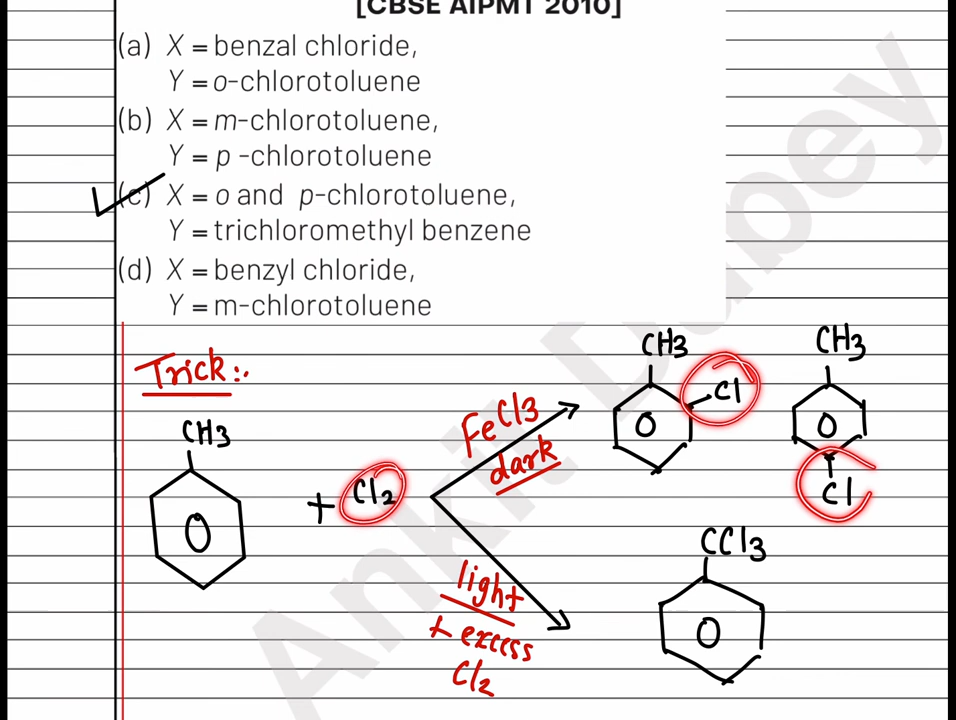 [CBSE AIPMT 2010]
(a) X = benzal chloride,
Y = o-chlorotoluene
(b) X = m-chlorotoluene,
Y = p -chlorotoluene
(c) X = o and p-chlorotoluene,
Y = trichloromethyl benzene
(d) X = benzyl chloride,
Y = m-chlorotoluene
Trick:-
CH3
+ Cl2
FeCl3
dark
CH3
Cl
CH3
Cl
light
+ excess
Cl2
CCl3
Ankit Dubey